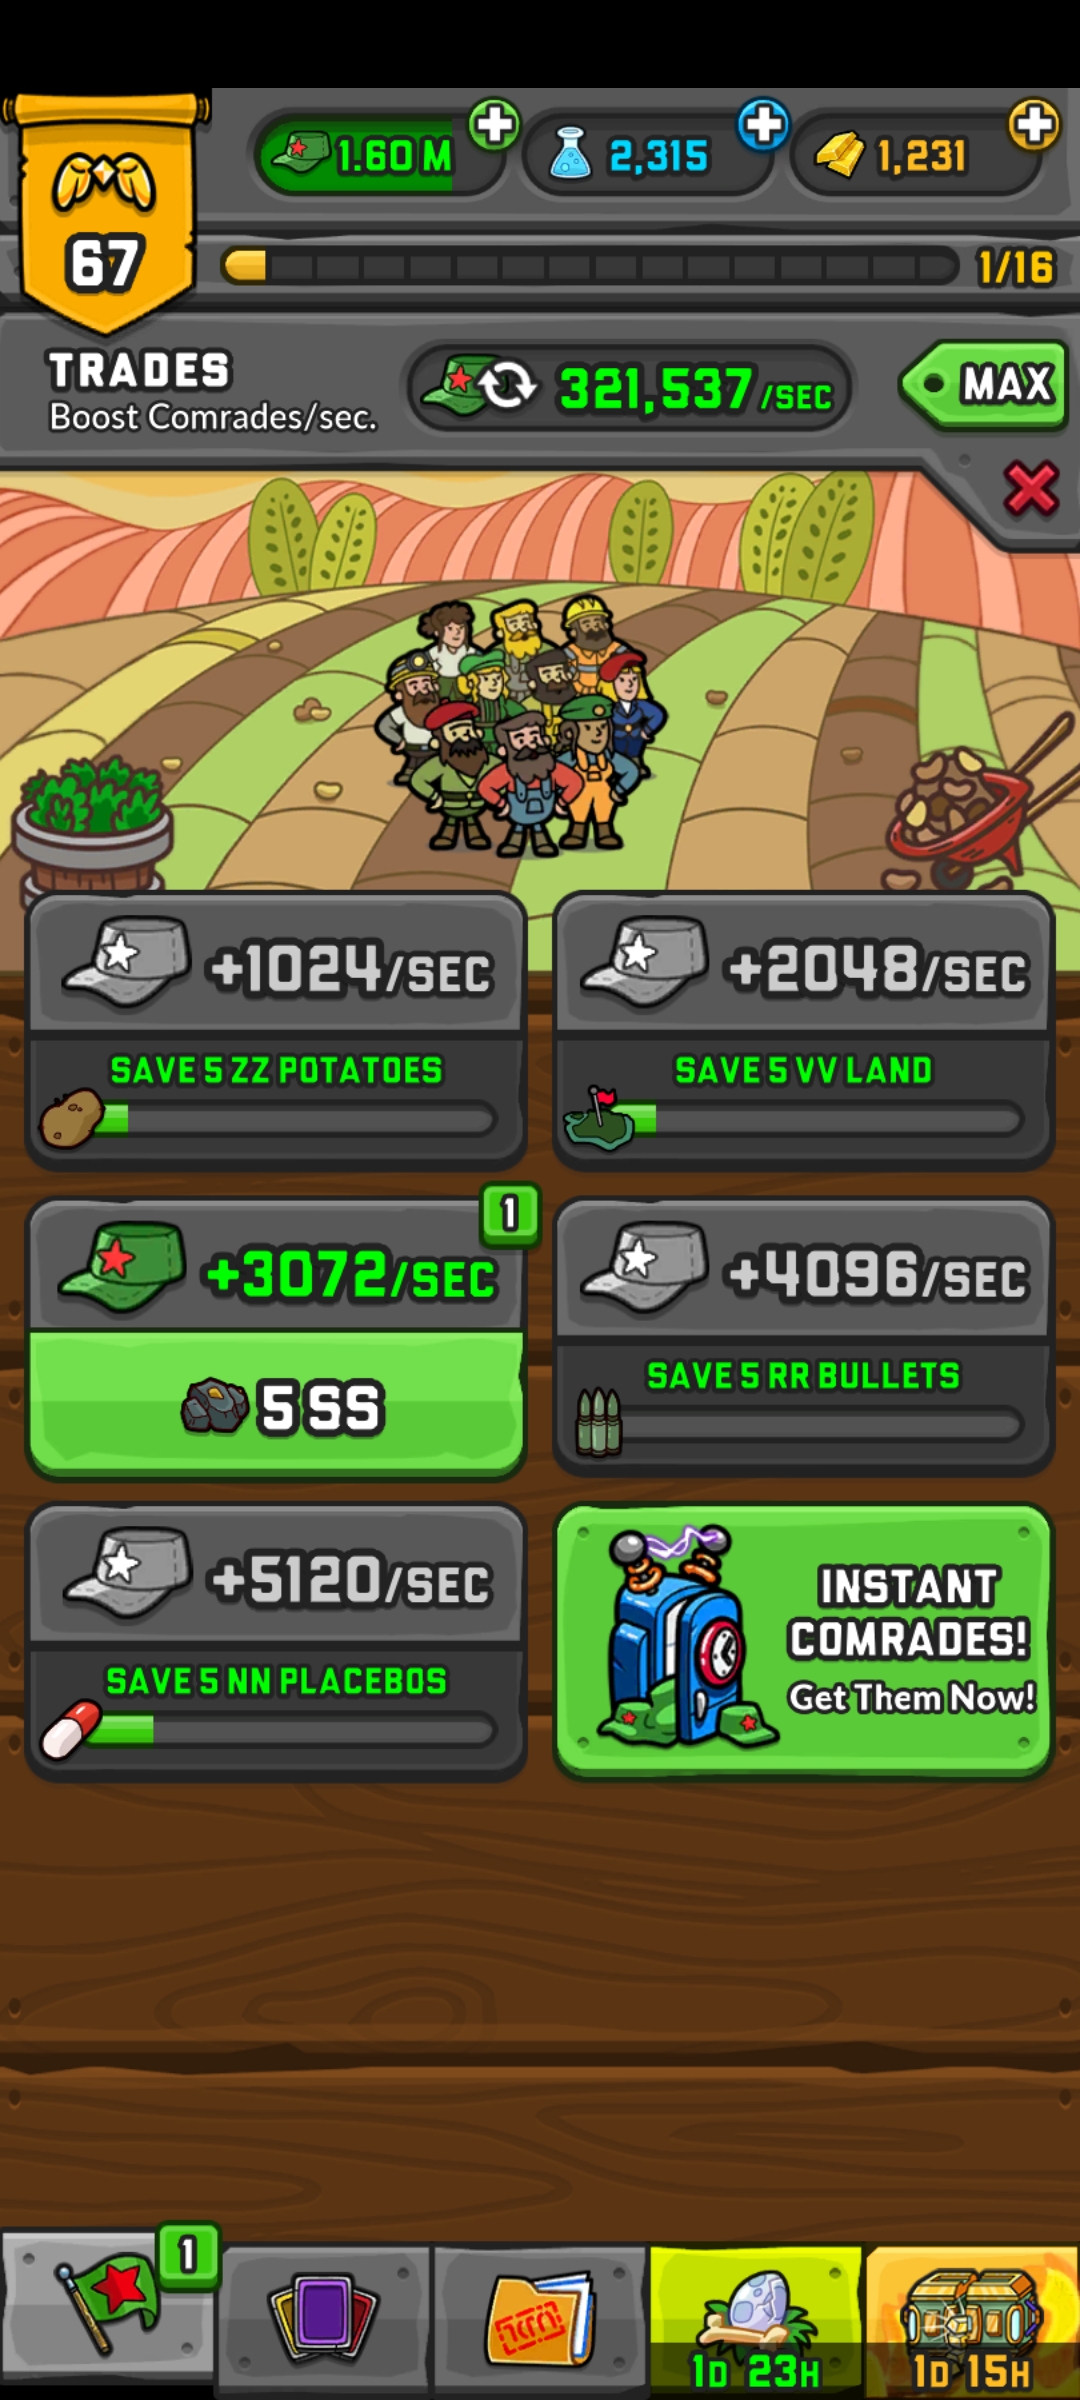 67
1.60 M
2,315
1,231
1/16
TRADES
Boost Comrades/sec.
321,537/SEC
MAX
+1024/SEC
SAVE 5 ZZ POTATOES
+2048/SEC
SAVE 5 VV LAND
1
+3072/SEC
5 SS
+4096/SEC
SAVE 5 RR BULLETS
+5120/SEC
SAVE 5 NN PLACEBOS
INSTANT
COMRADES!
Get Them Now!
1
1D 23H
1D 15H